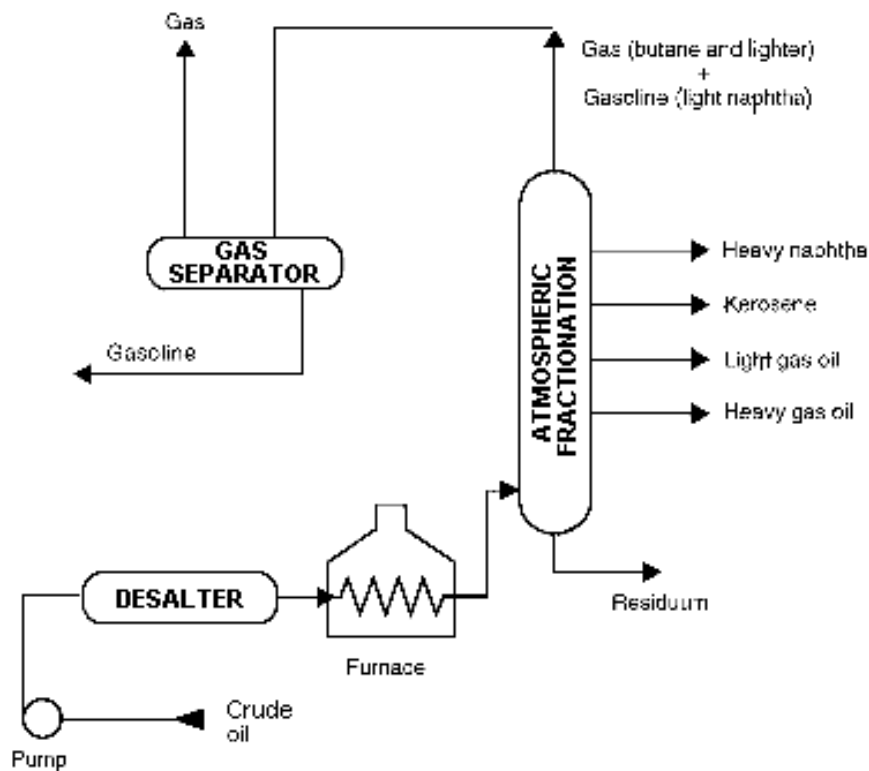 Gas
Gas (butane and lighter)
+
Gasoline (light naphtha)
GAS
SEPARATOR
Gasoline
ATMOSPHERIC
FRACTIONATION
Heavy naphtha
Kerosene
Light gas oil
Heavy gas oil
DESALTER
Furnace
Residuum
Crude
oil
Pump